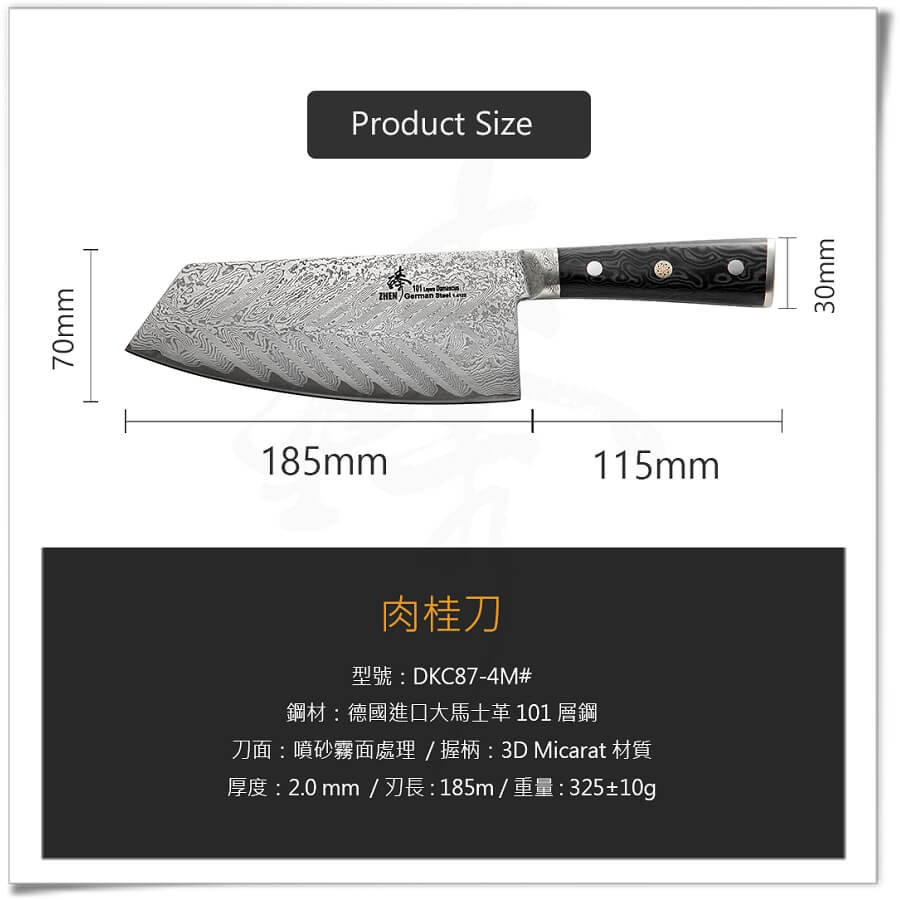 Product Size
70mm
30mm
101 Layers Damascus
ZHEN German Steel
185mm
115mm
肉桂刀
型號：DKC87-4M#
鋼材：德國進口大馬士革 101 層鋼
刀面：噴砂霧面處理 / 握柄：3D Micarat 材質
厚度：2.0 mm / 刃長 : 185m / 重量 : 325±10g